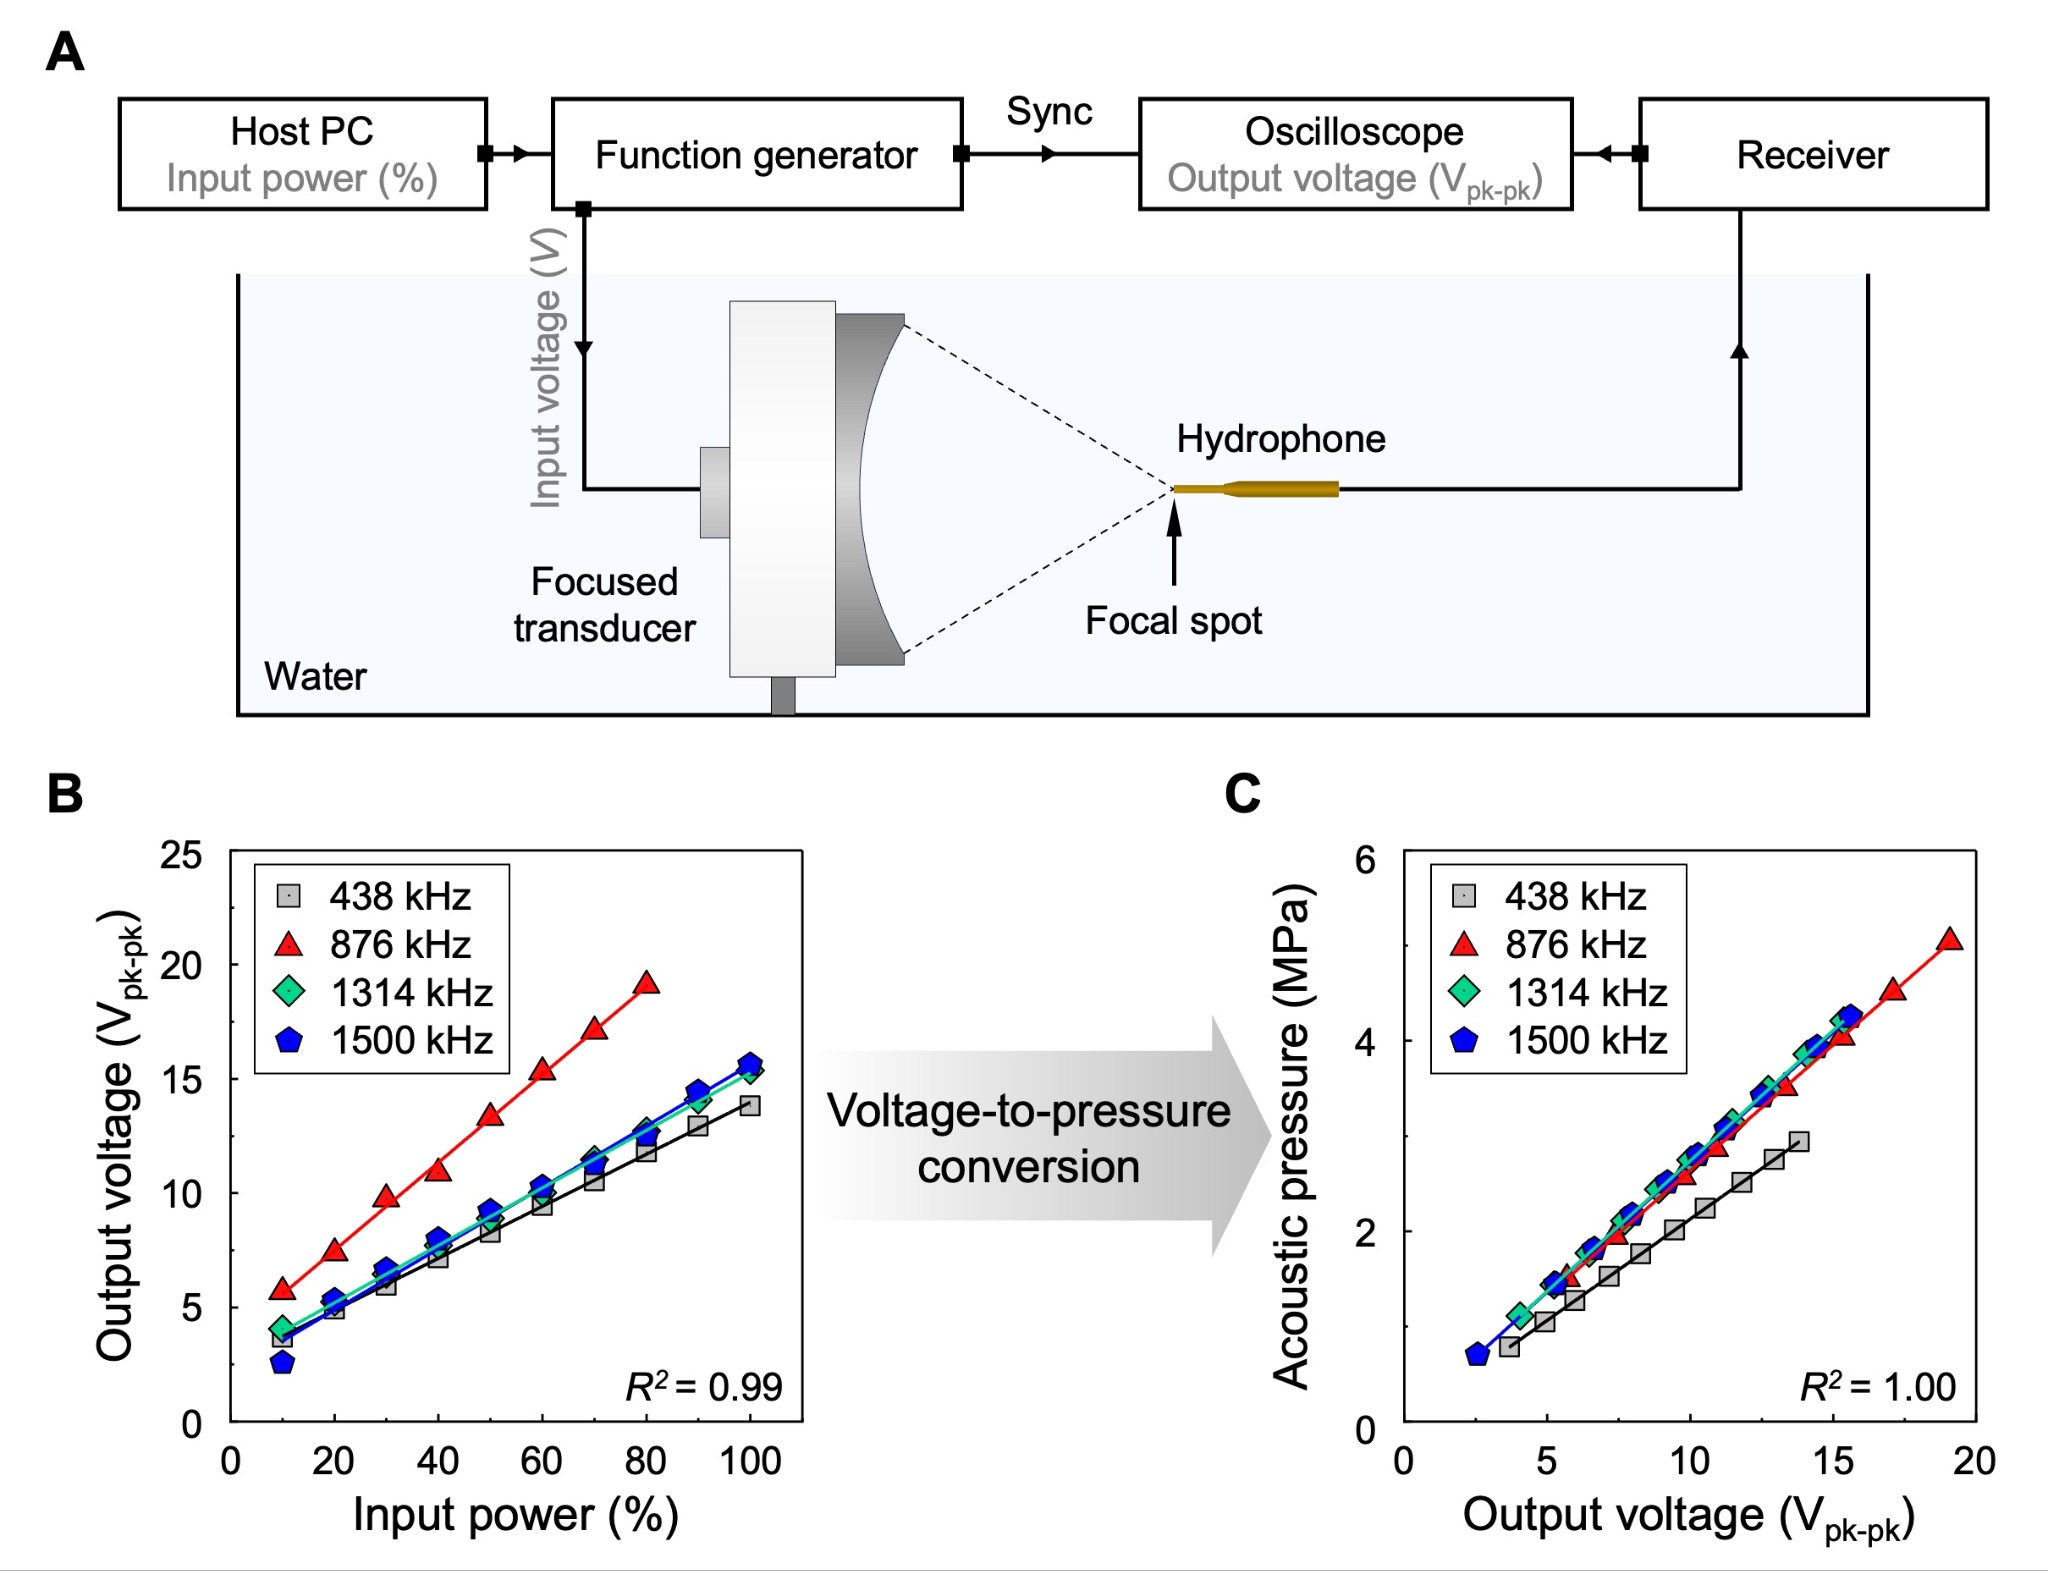 A
Host PC
Input power (%)
Function generator
Sync
Oscilloscope
Output voltage (Vpk-pk)
Receiver
Input voltage (V)
Hydrophone
Focused
transducer
Focal spot
Water
B
25
20
15
10
5
0
0 20 40 60 80 100
Output voltage (Vpk-pk)
Input power (%)
438 kHz
876 kHz
1314 kHz
1500 kHz
R² = 0.99
Voltage-to-pressure
conversion
C
6
4
2
0
0 5 10 15 20
Acoustic pressure (MPa)
Output voltage (Vpk-pk)
438 kHz
876 kHz
1314 kHz
1500 kHz
R² = 1.00